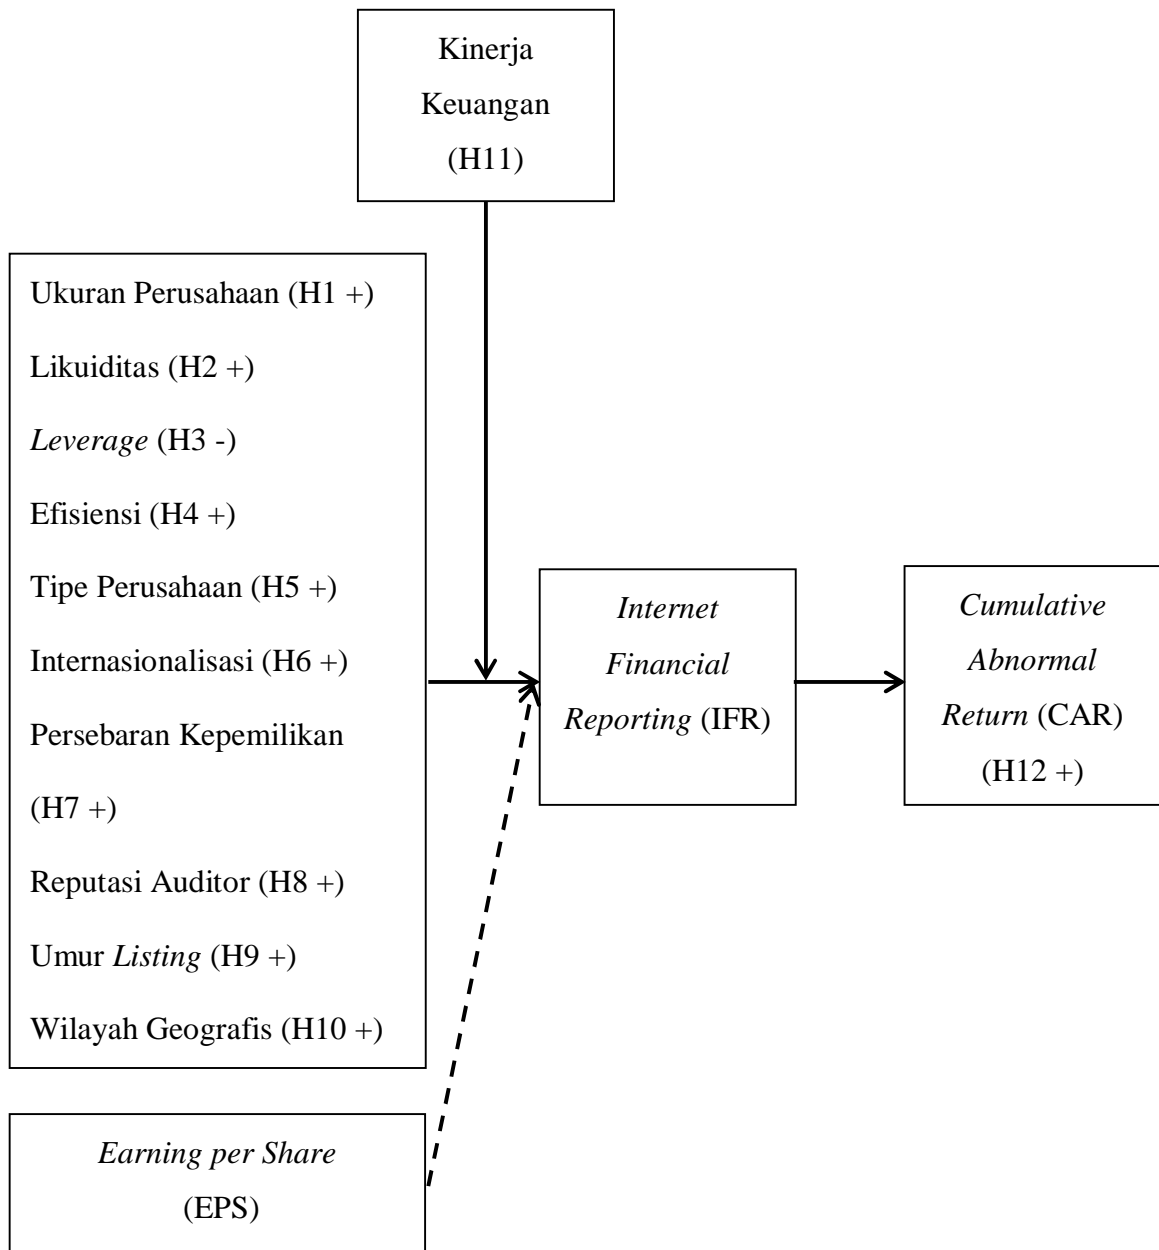 Kinerja
Keuangan
(H11)
Ukuran Perusahaan (H1 +)
Likuiditas (H2 +)
Leverage (H3 -)
Efisiensi (H4 +)
Tipe Perusahaan (H5 +)
Internasionalisasi (H6 +)
Persebaran Kepemilikan
(H7 +)
Reputasi Auditor (H8 +)
Umur Listing (H9 +)
Wilayah Geografis (H10 +)
Internet
Financial
Reporting (IFR)
Cumulative
Abnormal
Return (CAR)
(H12 +)
Earning per Share
(EPS)